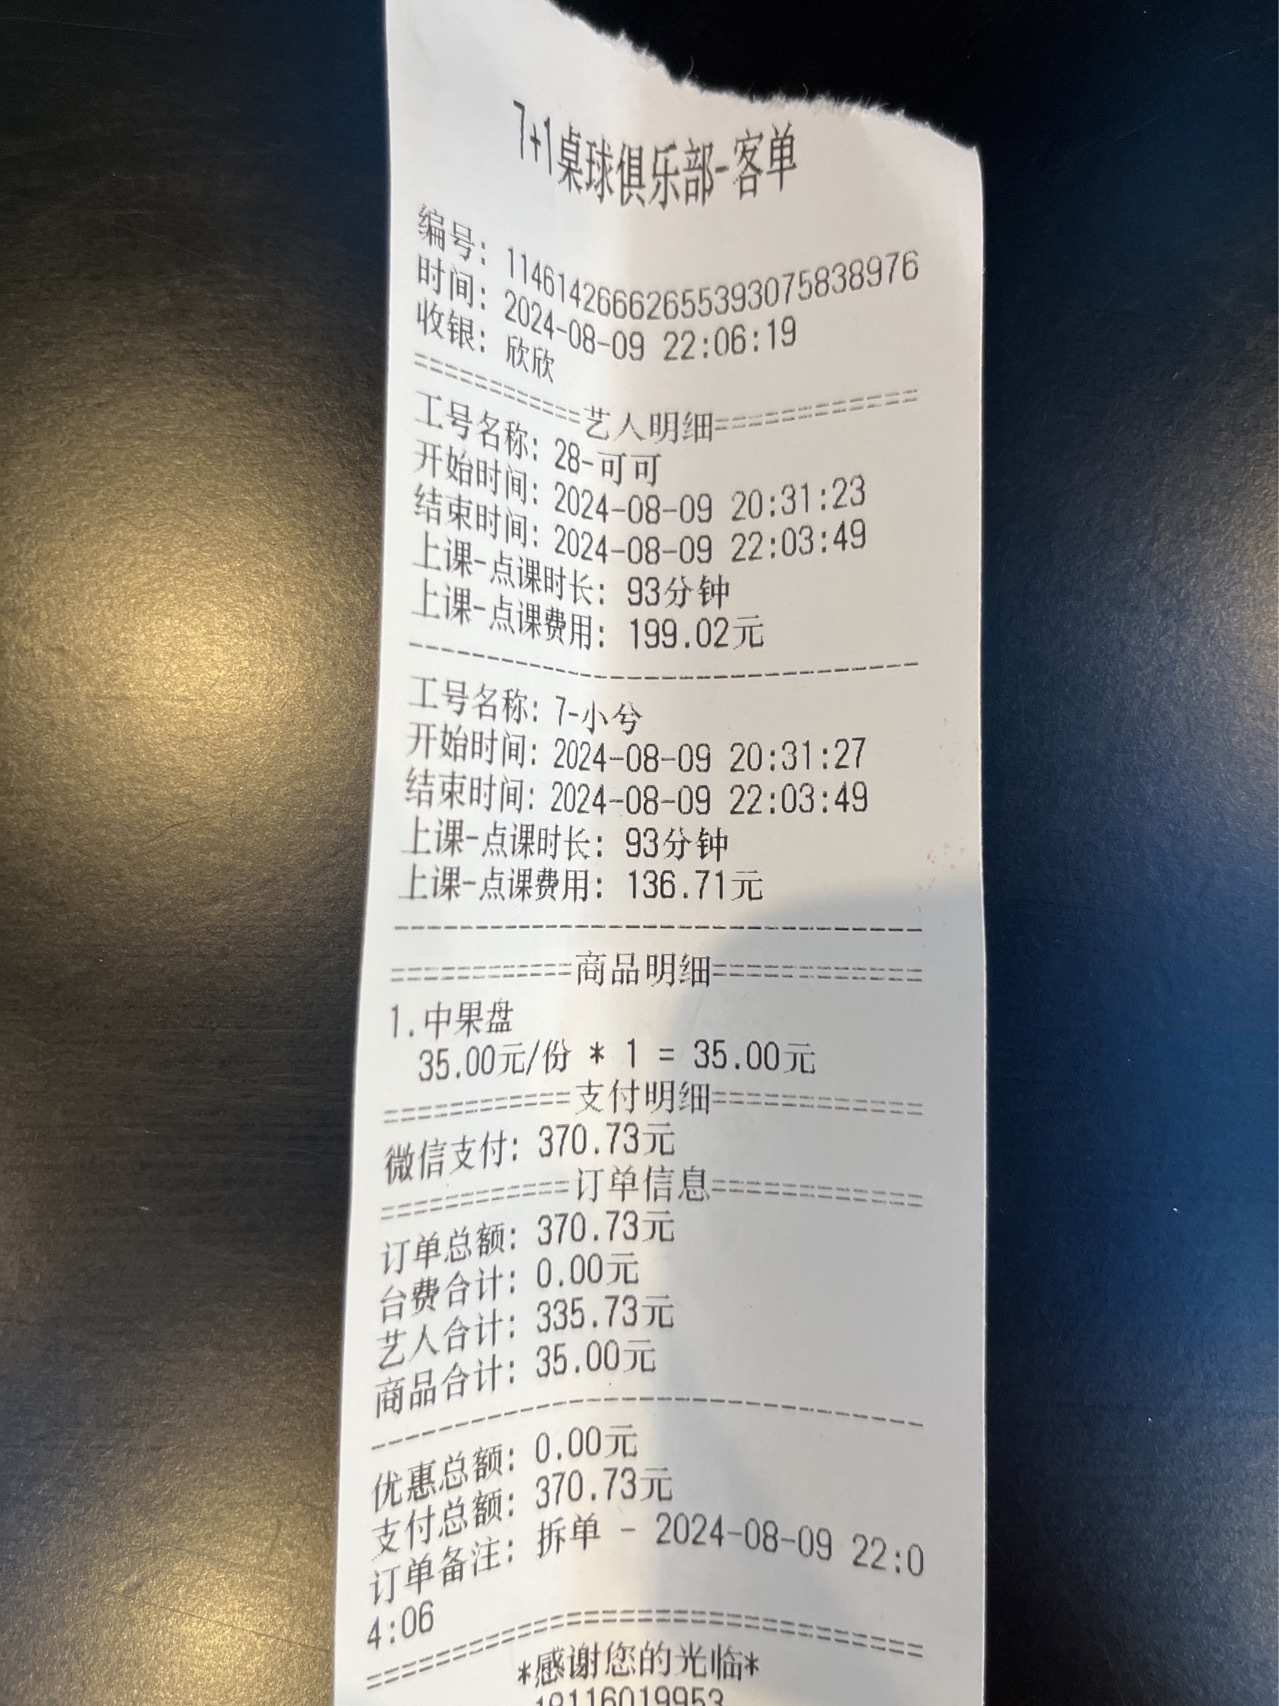 7+1桌球俱乐部-客单
编号: 1146142666265539307583897​6
时间: 2024-08-09 22:06:19
收银: 欣欣
===========艺人明细=============
工号名称: 28-可可
开始时间: 2024-08-09 20:31:23
结束时间: 2024-08-09 22:03:49
上课-点课时长: 93分钟
上课-点课费用: 199.02元
--------------------------------
工号名称: 7-小兮
开始时间: 2024-08-09 20:31:27
结束时间: 2024-08-09 22:03:49
上课-点课时长: 93分钟
上课-点课费用: 136.71元
--------------------------------
===========商品明细=============
1.中果盘
35.00元/份 * 1 = 35.00元
===========支付明细=============
微信支付: 370.73元
===========订单信息=============
订单总额: 370.73元
台费合计: 0.00元
艺人合计: 335.73元
商品合计: 35.00元
--------------------------------
优惠总额: 0.00元
支付总额: 370.73元
订单备注: 拆单 - 2024-08-09 22:0
4:06
================================
*感谢您的光临*
18116019953